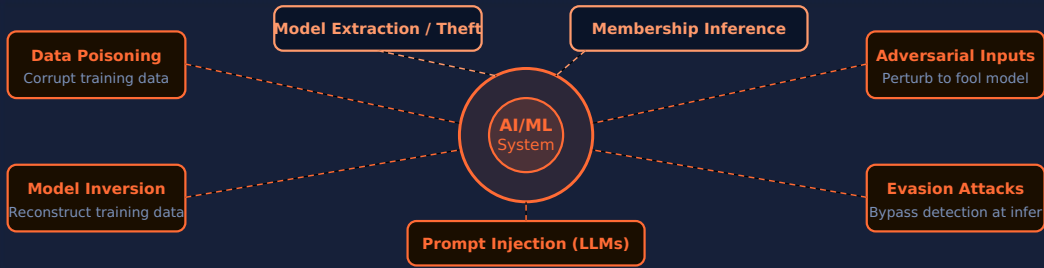 Model Extraction / Theft
Membership Inference
Data Poisoning
Corrupt training data
Adversarial Inputs
Perturb to fool model
AI/ML
System
Model Inversion
Reconstruct training data
Evasion Attacks
Bypass detection at infer
Prompt Injection (LLMs)